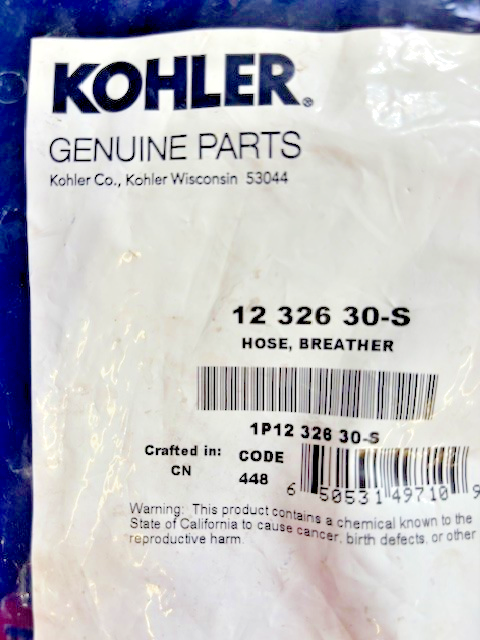 KOHLER®
GENUINE PARTS
Kohler Co., Kohler Wisconsin 53044
12 326 30-S
HOSE, BREATHER
1P12 326 30-S
Crafted in: CODE
CN 448
6 50531 49710 9
Warning: This product contains a chemical known to the
State of California to cause cancer, birth defects, or other
reproductive harm.